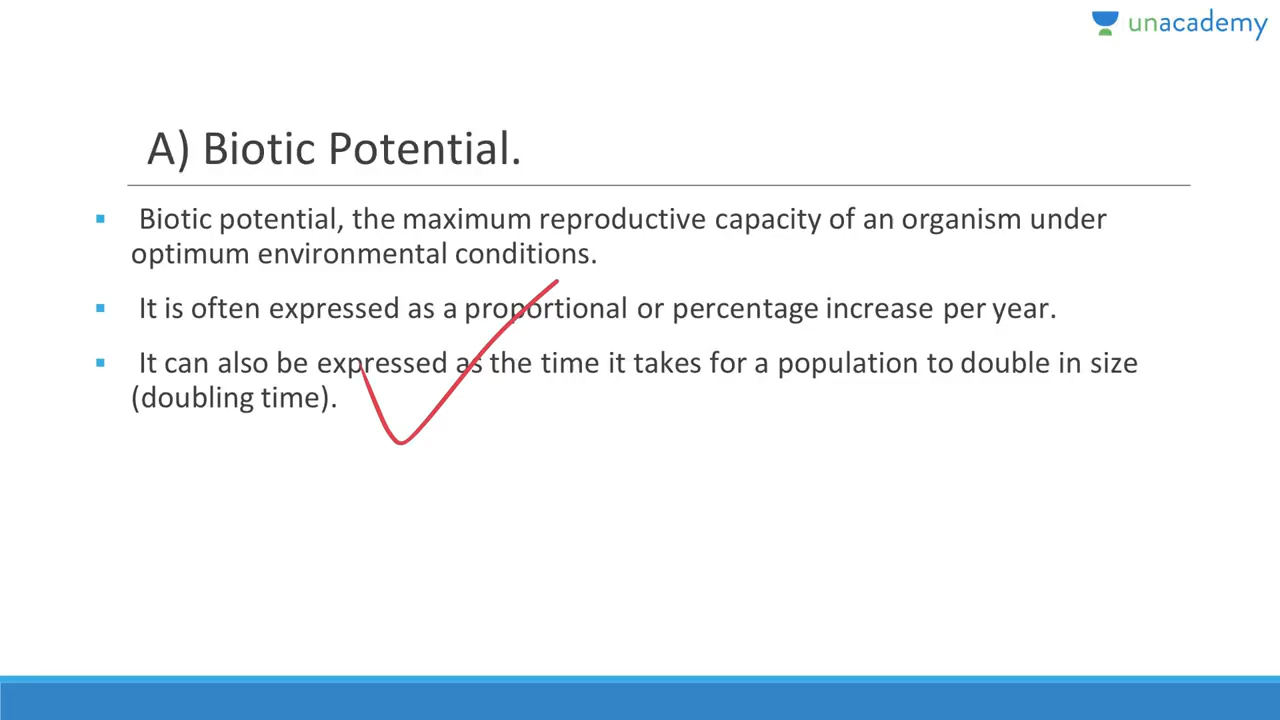 unacademy
A) Biotic Potential.
▪ Biotic potential, the maximum reproductive capacity of an organism under
optimum environmental conditions.
▪ It is often expressed as a proportional or percentage increase per year.
▪ It can also be expressed as the time it takes for a population to double in size
(doubling time).